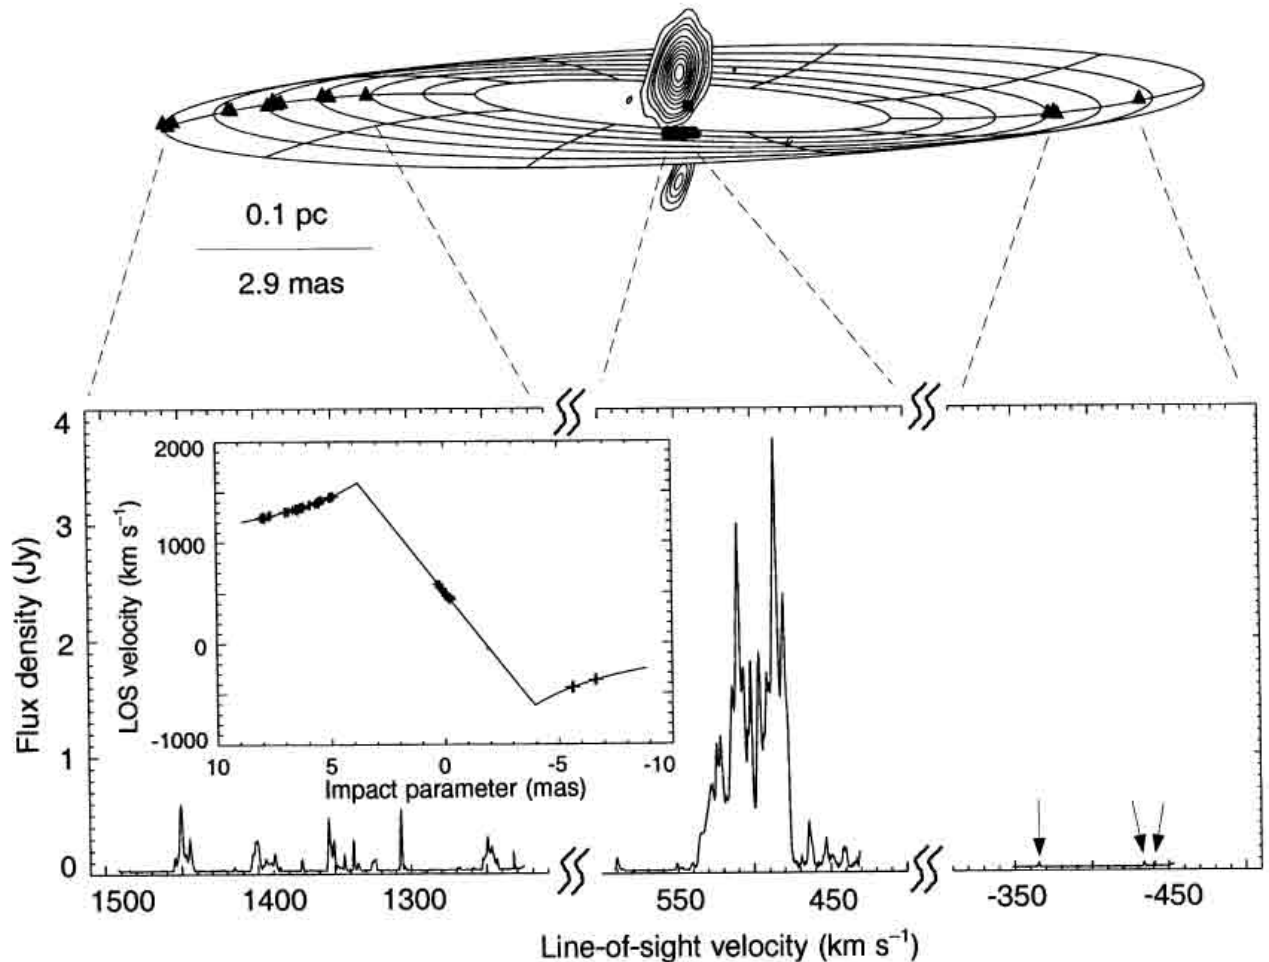 0.1 pc
2.9 mas
4
3
2
1
0
Flux density (Jy)
2000
1000
0
-1000
LOS velocity (km s⁻¹)
10 5 0 -5 -10
Impact parameter (mas)
1500 1400 1300 550 450 -350 -450
Line-of-sight velocity (km s⁻¹)